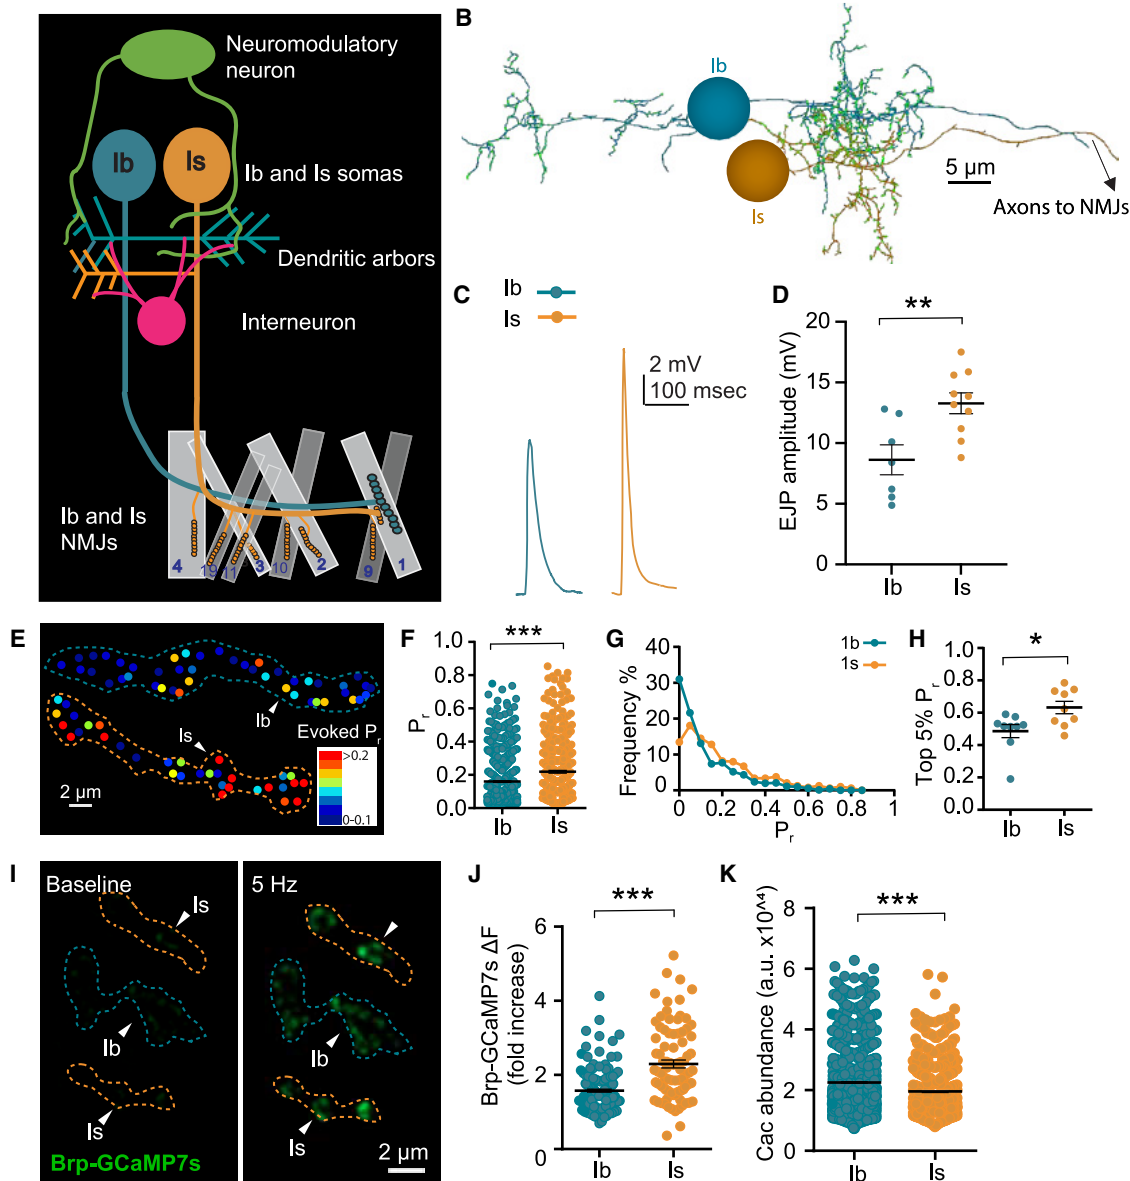 Neuromodulatory
neuron
Ib
Is
Ib and Is somas
Dendritic arbors
Interneuron
Ib and Is
NMJs
4
19
11
3
10
2
9
1
B
Ib
Is
5 µm
Axons to NMJs
C
Ib
Is
2 mV
100 msec
D
**
EJP amplitude (mV)
20
15
10
5
0
Ib
Is
E
Ib
Is
Evoked Pr
>0.2
0-0.1
2 µm
F
***
Pr
1.0
0.8
0.6
0.4
0.2
0.0
Ib
Is
G
1b
1s
Frequency %
40
30
20
10
0
0
0.2
0.4
0.6
0.8
1
Pr
H
*
Top 5% Pr
1.0
0.8
0.6
0.4
0.2
0.0
Ib
Is
I
Baseline
Is
Ib
Is
Brp-GCaMP7s
5 Hz
Ib
Is
2 µm
J
***
Brp-GCaMP7s ΔF
(fold increase)
6
4
2
0
Ib
Is
K
***
Cac abundance (a.u. x10^^4)
8
6
4
2
0
Ib
Is